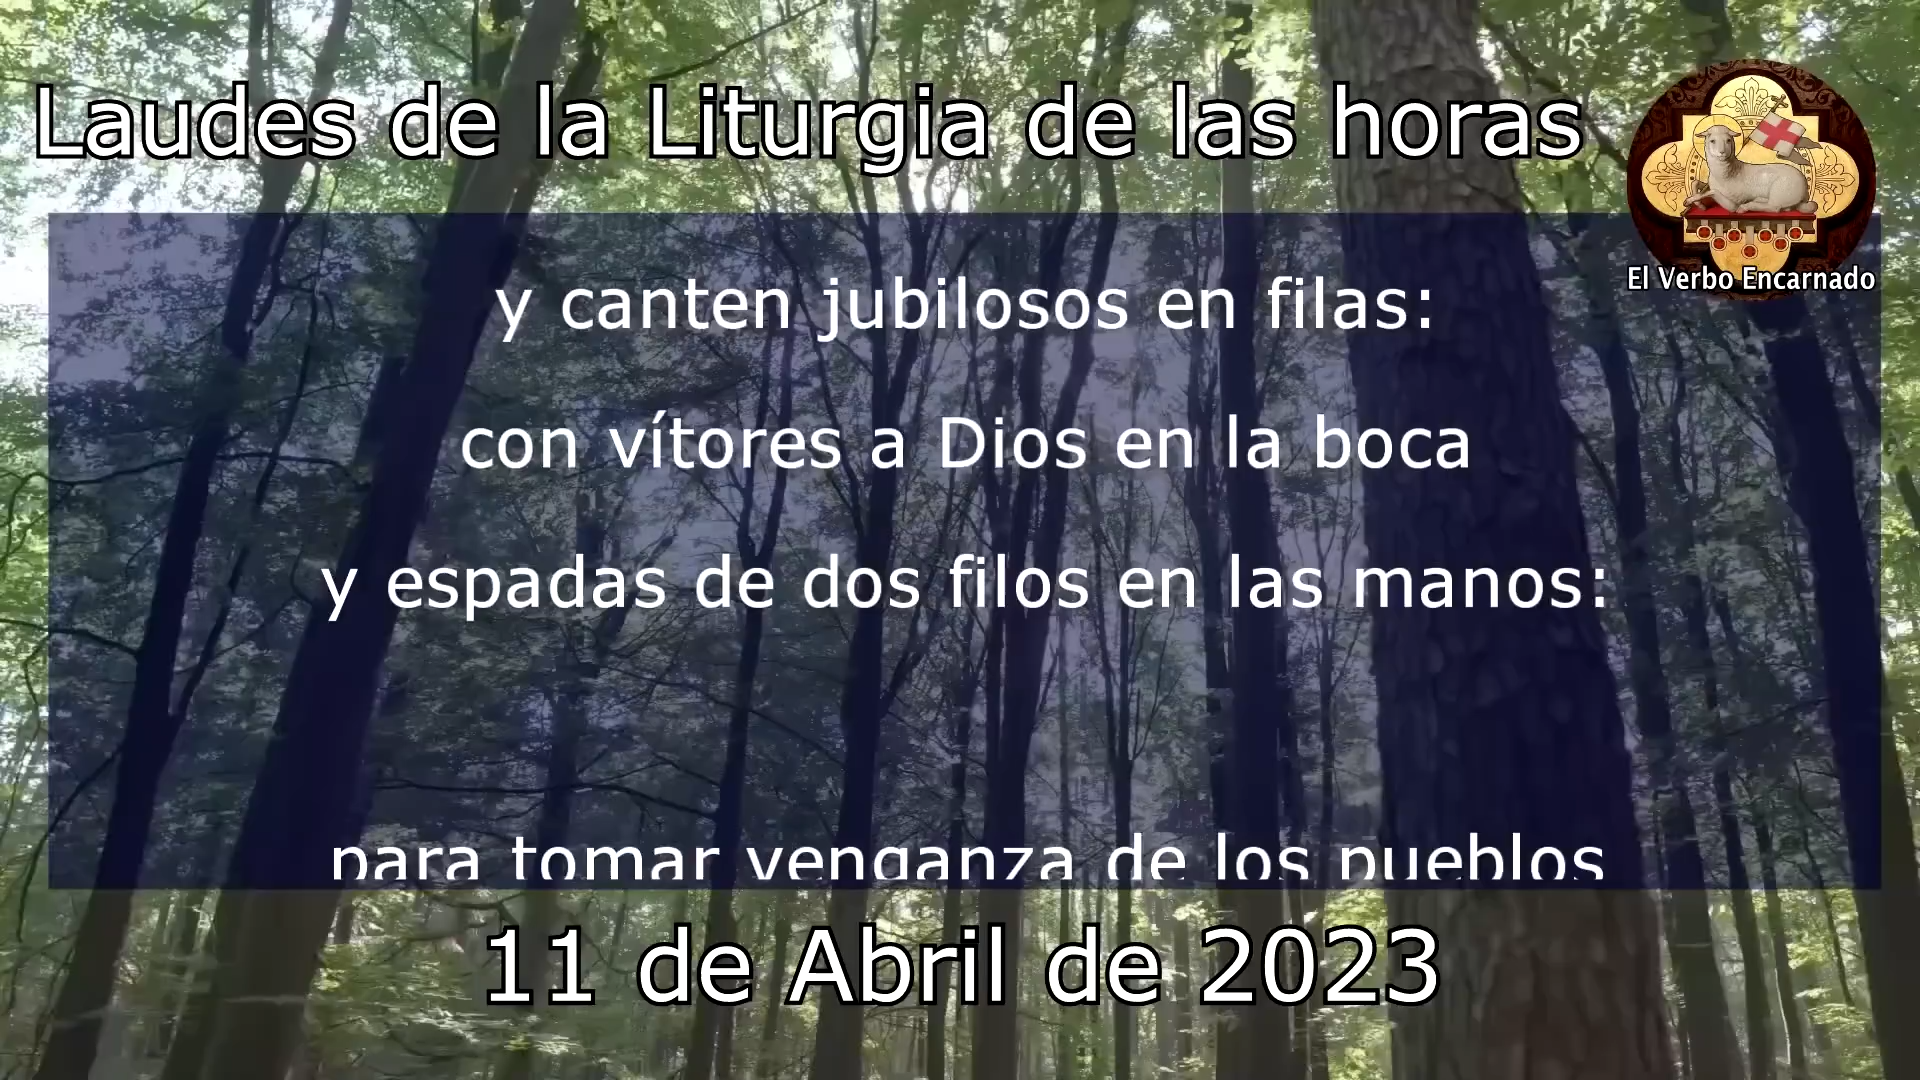 Laudes de la Liturgia de las horas
El Verbo Encarnado
y canten jubilosos en filas:
con vítores a Dios en la boca
y espadas de dos filos en las manos:
para tomar venganza de los pueblos
11 de Abril de 2023